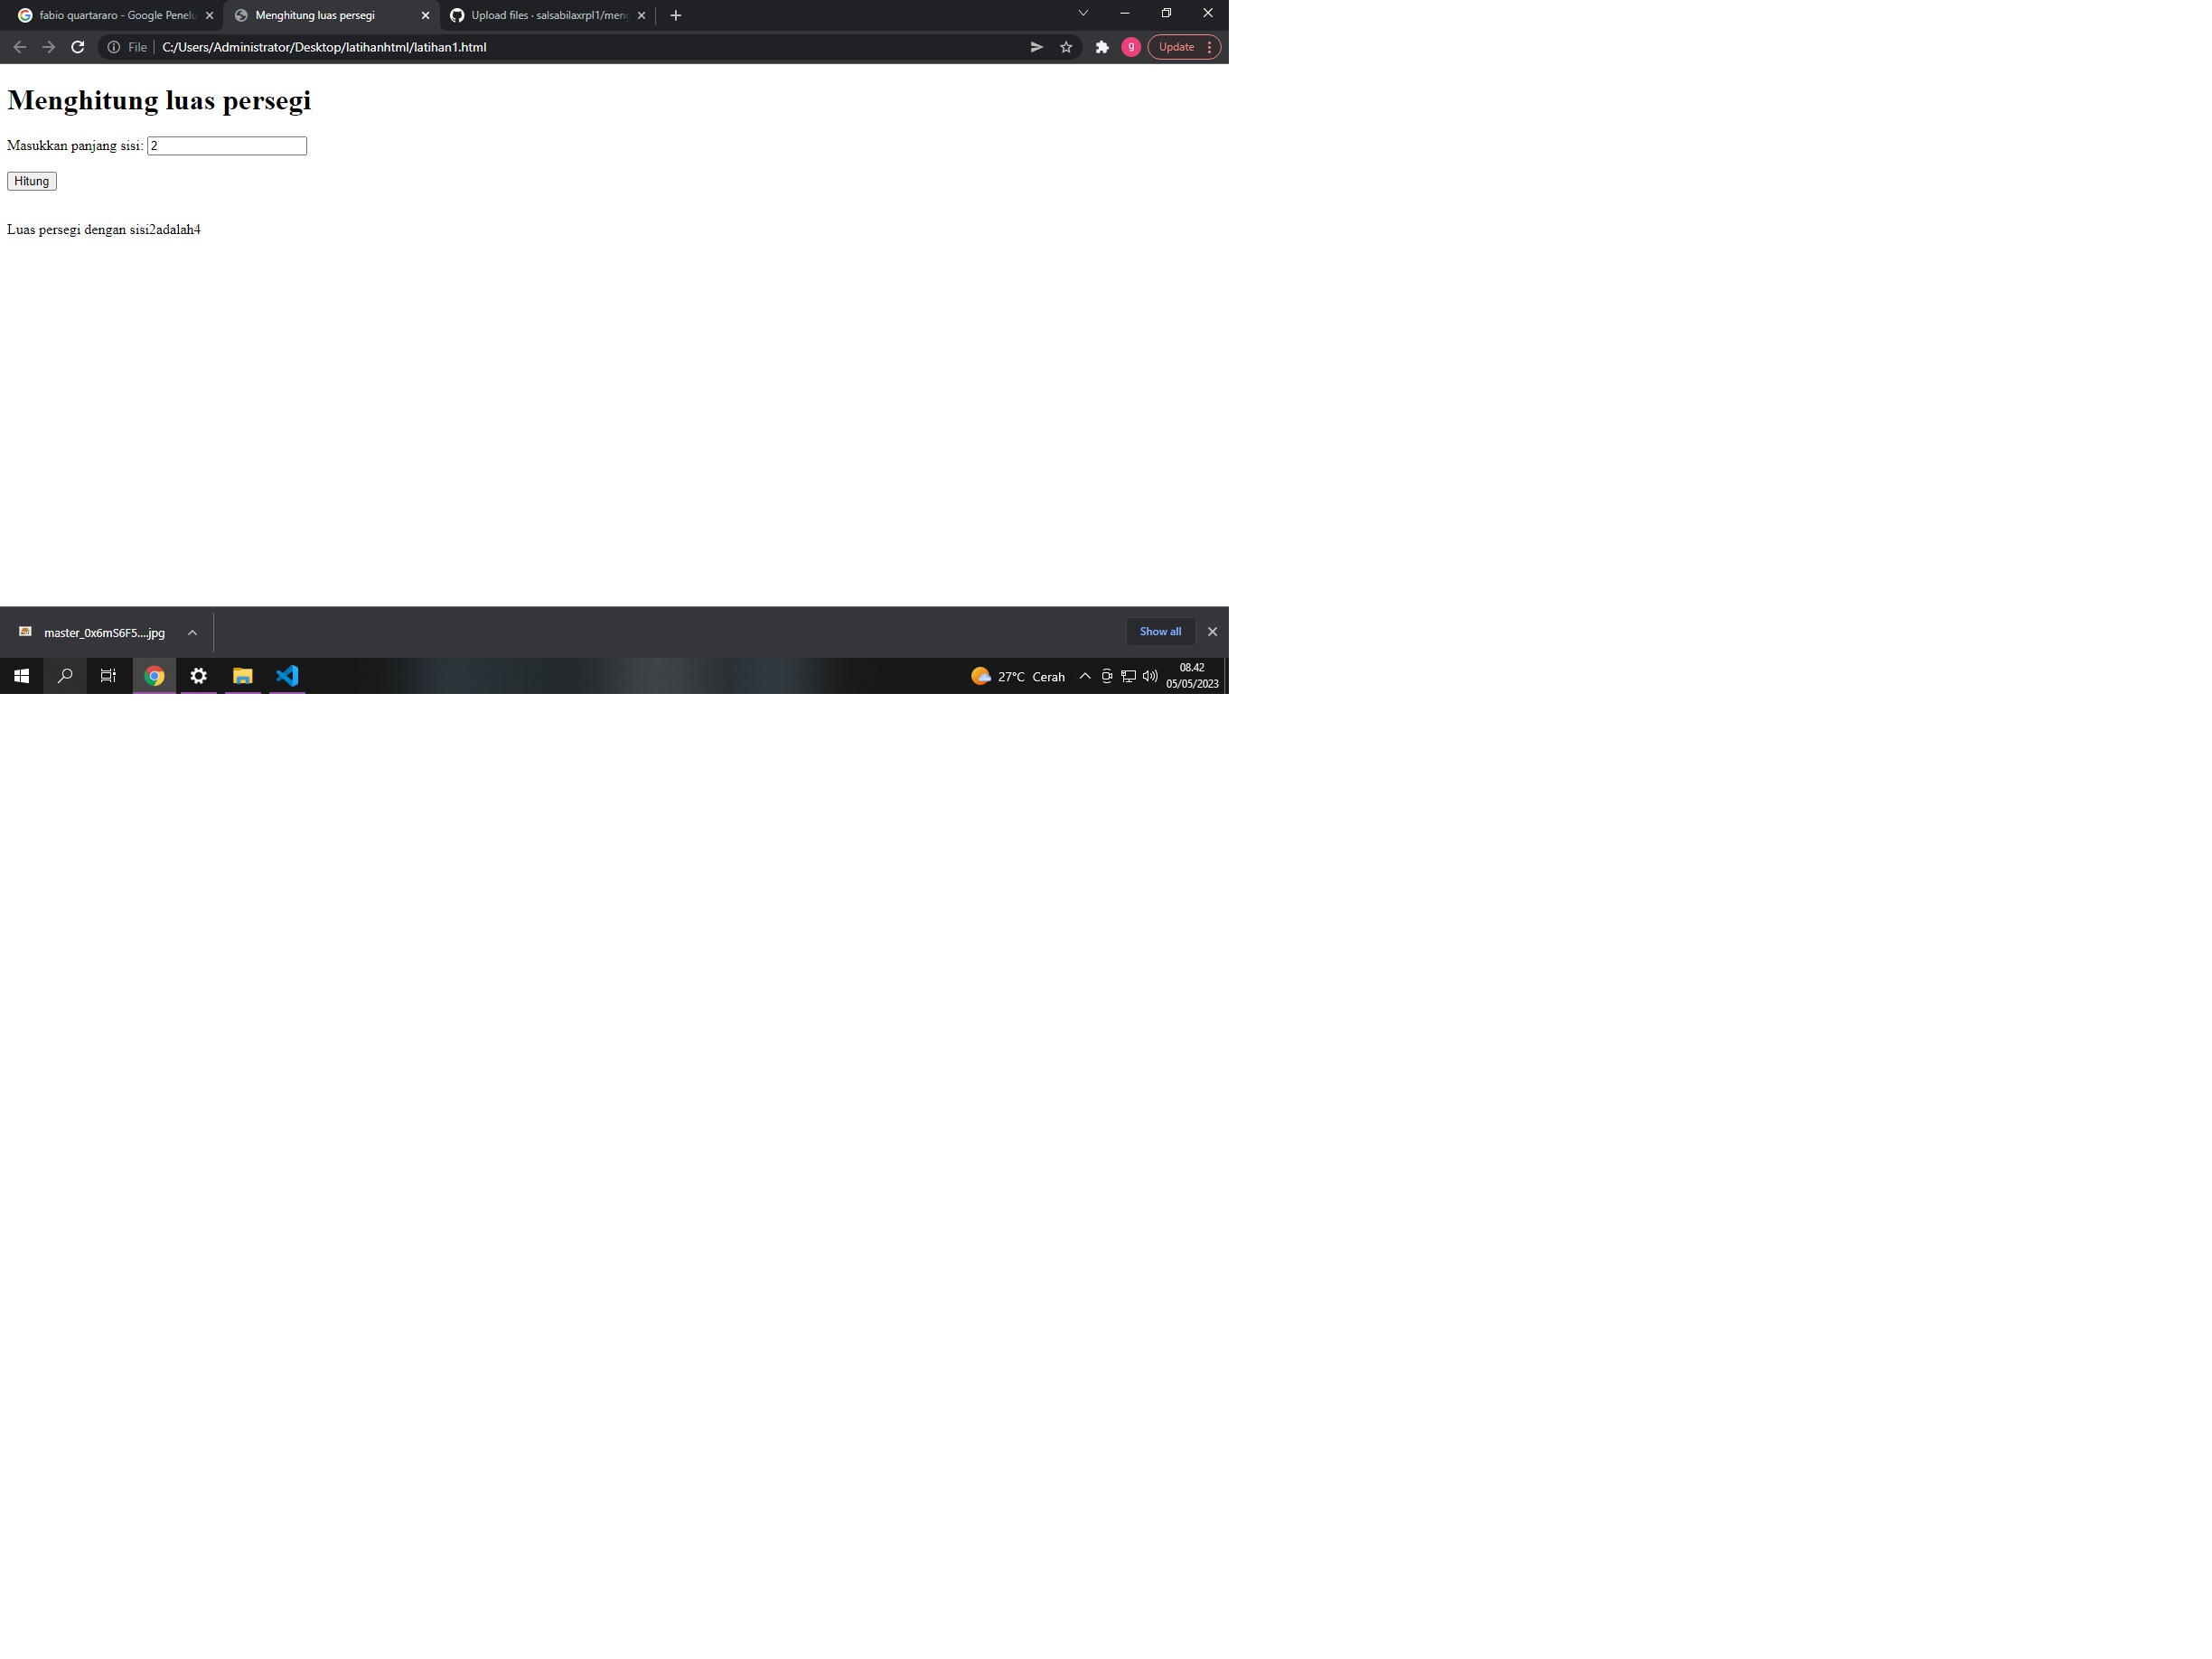 fabio quartararo - Google Penelu
Menghitung luas persegi
Upload files · salsabilaxrpl1/meng
File
C:/Users/Administrator/Desktop/latihanhtml/latihan1.html
g
Update
Menghitung luas persegi
Masukkan panjang sisi: 2
Hitung
Luas persegi dengan sisi2adalah4
master_0x6mS6F5....jpg
Show all
27°C Cerah
08.42
05/05/2023